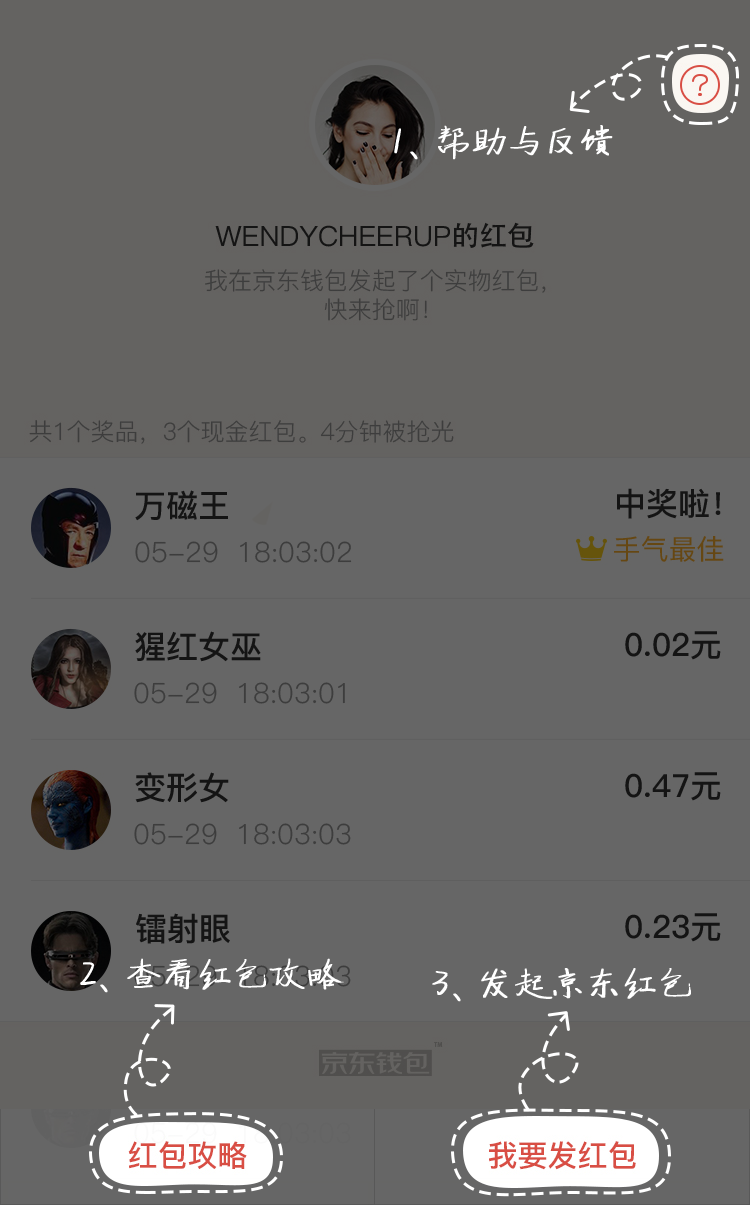 ?
1、帮助与反馈
WENDYCHEERUP的红包
我在京东钱包发起了个实物红包，
快来抢啊！
共1个奖品，3个现金红包。4分钟被抢光
万磁王
中奖啦！
05-29 18:03:02
手气最佳
猩红女巫
0.02元
05-29 18:03:01
变形女
0.47元
05-29 18:03:03
镭射眼
0.23元
2、查看红包攻略
3、发起京东红包
京东钱包™
红包攻略
我要发红包